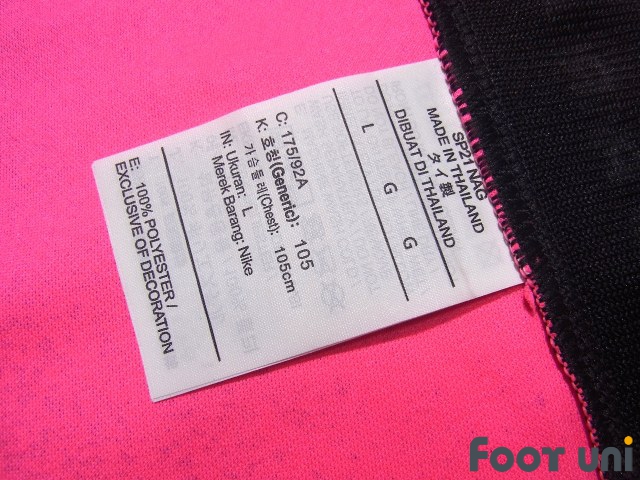 SP21 NAG
MADE IN THAILAND
タイ製
DIBUAT DI THAILAND
L G G
C: 175/92A
K: 호칭(Generic): 105
가슴둘레(Chest): 105cm
IN: Ukuran: L
Merek Barang: Nike
E: 100% POLYESTER /
EXCLUSIVE OF DECORATION
FOOT uni